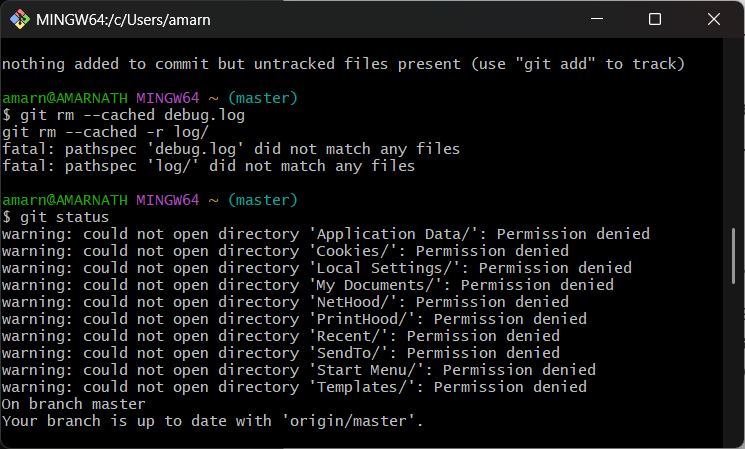 MINGW64:/c/Users/amarn
nothing added to commit but untracked files present (use "git add" to track)
amarn@AMARNATH MINGW64 ~ (master)
$ git rm --cached debug.log
git rm --cached -r log/
fatal: pathspec 'debug.log' did not match any files
fatal: pathspec 'log/' did not match any files
amarn@AMARNATH MINGW64 ~ (master)
$ git status
warning: could not open directory 'Application Data/': Permission denied
warning: could not open directory 'Cookies/': Permission denied
warning: could not open directory 'Local Settings/': Permission denied
warning: could not open directory 'My Documents/': Permission denied
warning: could not open directory 'NetHood/': Permission denied
warning: could not open directory 'PrintHood/': Permission denied
warning: could not open directory 'Recent/': Permission denied
warning: could not open directory 'SendTo/': Permission denied
warning: could not open directory 'Start Menu/': Permission denied
warning: could not open directory 'Templates/': Permission denied
On branch master
Your branch is up to date with 'origin/master'.